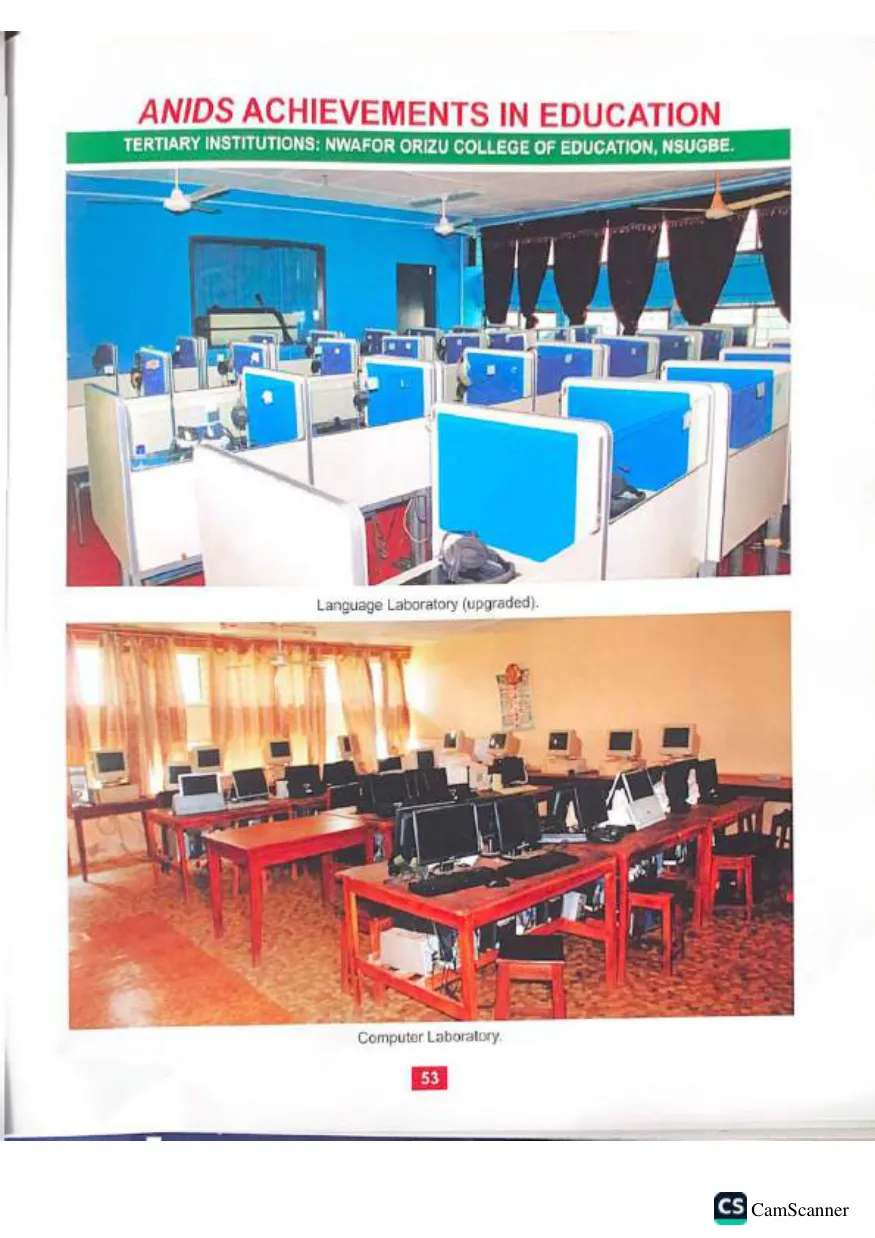 ANIDS ACHIEVEMENTS IN EDUCATION
TERTIARY INSTITUTIONS: NWAFOR ORIZU COLLEGE OF EDUCATION, NSUGBE.
Language Laboratory (upgraded).
Computer Laboratory.
53
CS CamScanner